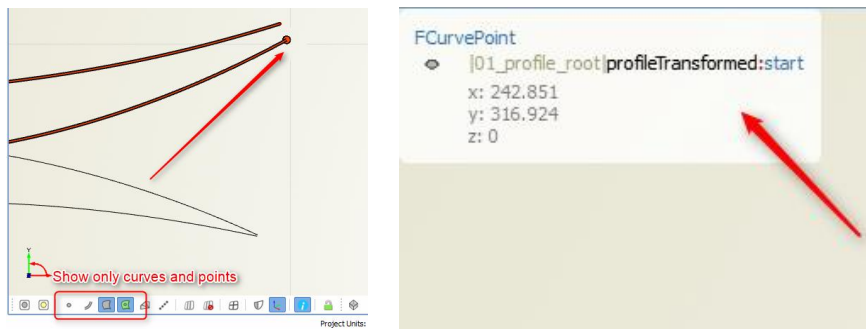 Y
Show only curves and points
Project Units:
FCurvePoint
|01_profile_root|profileTransformed:start
x: 242.851
y: 316.924
z: 0